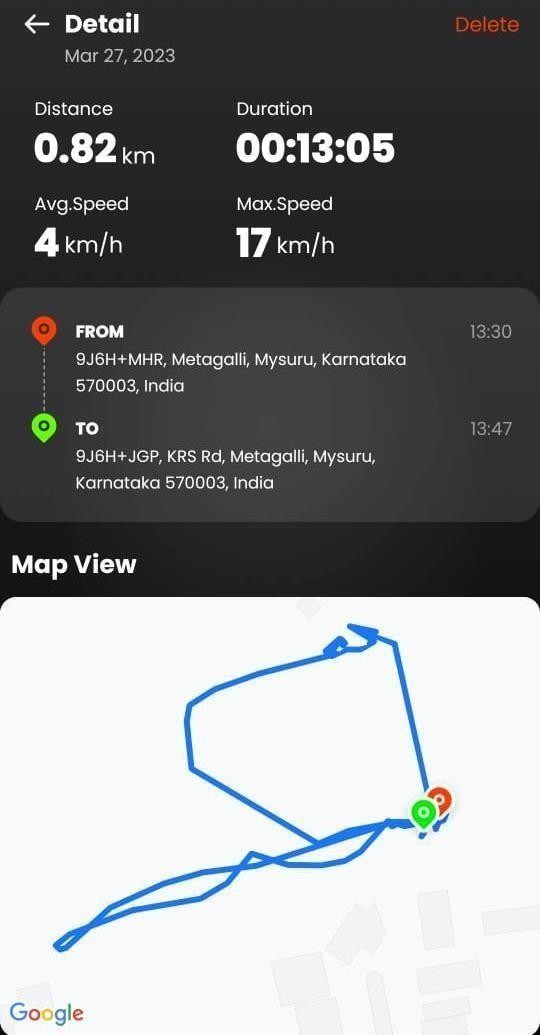 Detail
Delete
Mar 27, 2023
Distance
Duration
0.82 km
00:13:05
Avg.Speed
Max.Speed
4 km/h
17 km/h
FROM
13:30
9J6H+MHR, Metagalli, Mysuru, Karnataka
570003, India
TO
13:47
9J6H+JGP, KRS Rd, Metagalli, Mysuru,
Karnataka 570003, India
Map View
Google